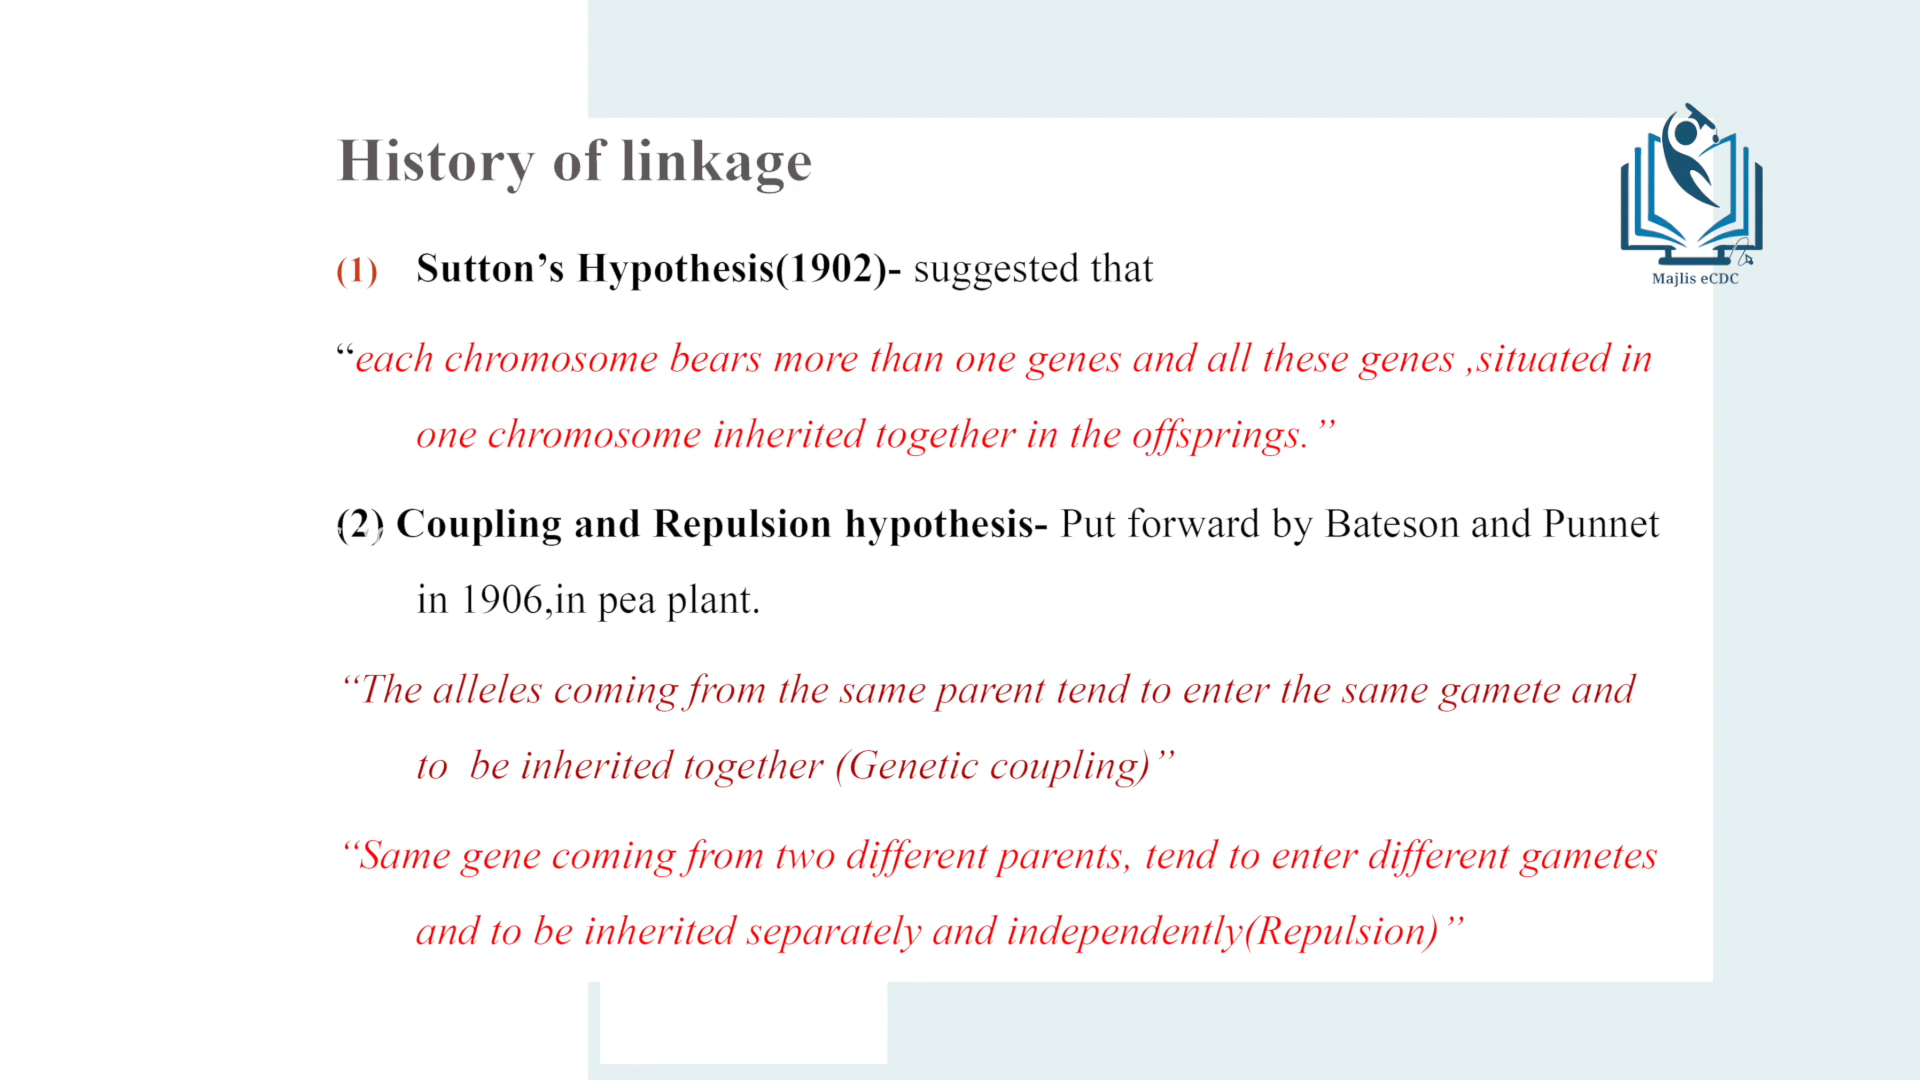 History of linkage
Majlis eCDC
(1) Sutton’s Hypothesis(1902)- suggested that
“each chromosome bears more than one genes and all these genes ,situated in
one chromosome inherited together in the offsprings.”
(2) Coupling and Repulsion hypothesis- Put forward by Bateson and Punnet
in 1906,in pea plant.
“The alleles coming from the same parent tend to enter the same gamete and
to be inherited together (Genetic coupling)”
“Same gene coming from two different parents, tend to enter different gametes
and to be inherited separately and independently(Repulsion)”